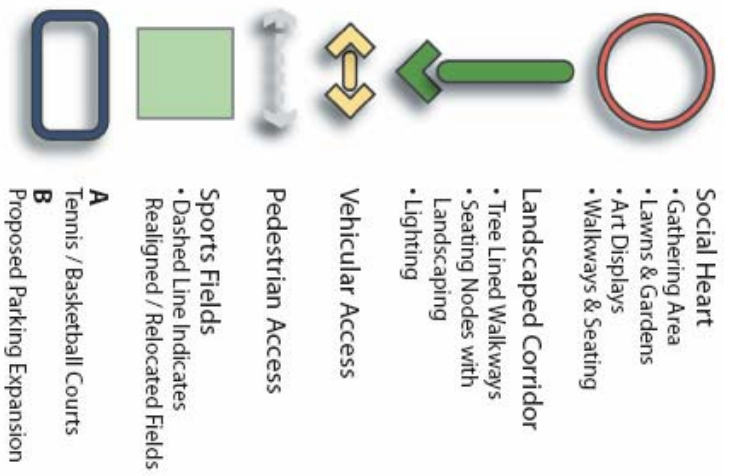 Social Heart
• Gathering Area
• Lawns & Gardens
• Art Displays
• Walkways & Seating
Landscaped Corridor
• Tree Lined Walkways
• Seating Nodes with
Landscaping
• Lighting
Vehicular Access
Pedestrian Access
Sports Fields
• Dashed Line Indicates
Realigned / Relocated Fields
A
Tennis / Basketball Courts
B
Proposed Parking Expansion